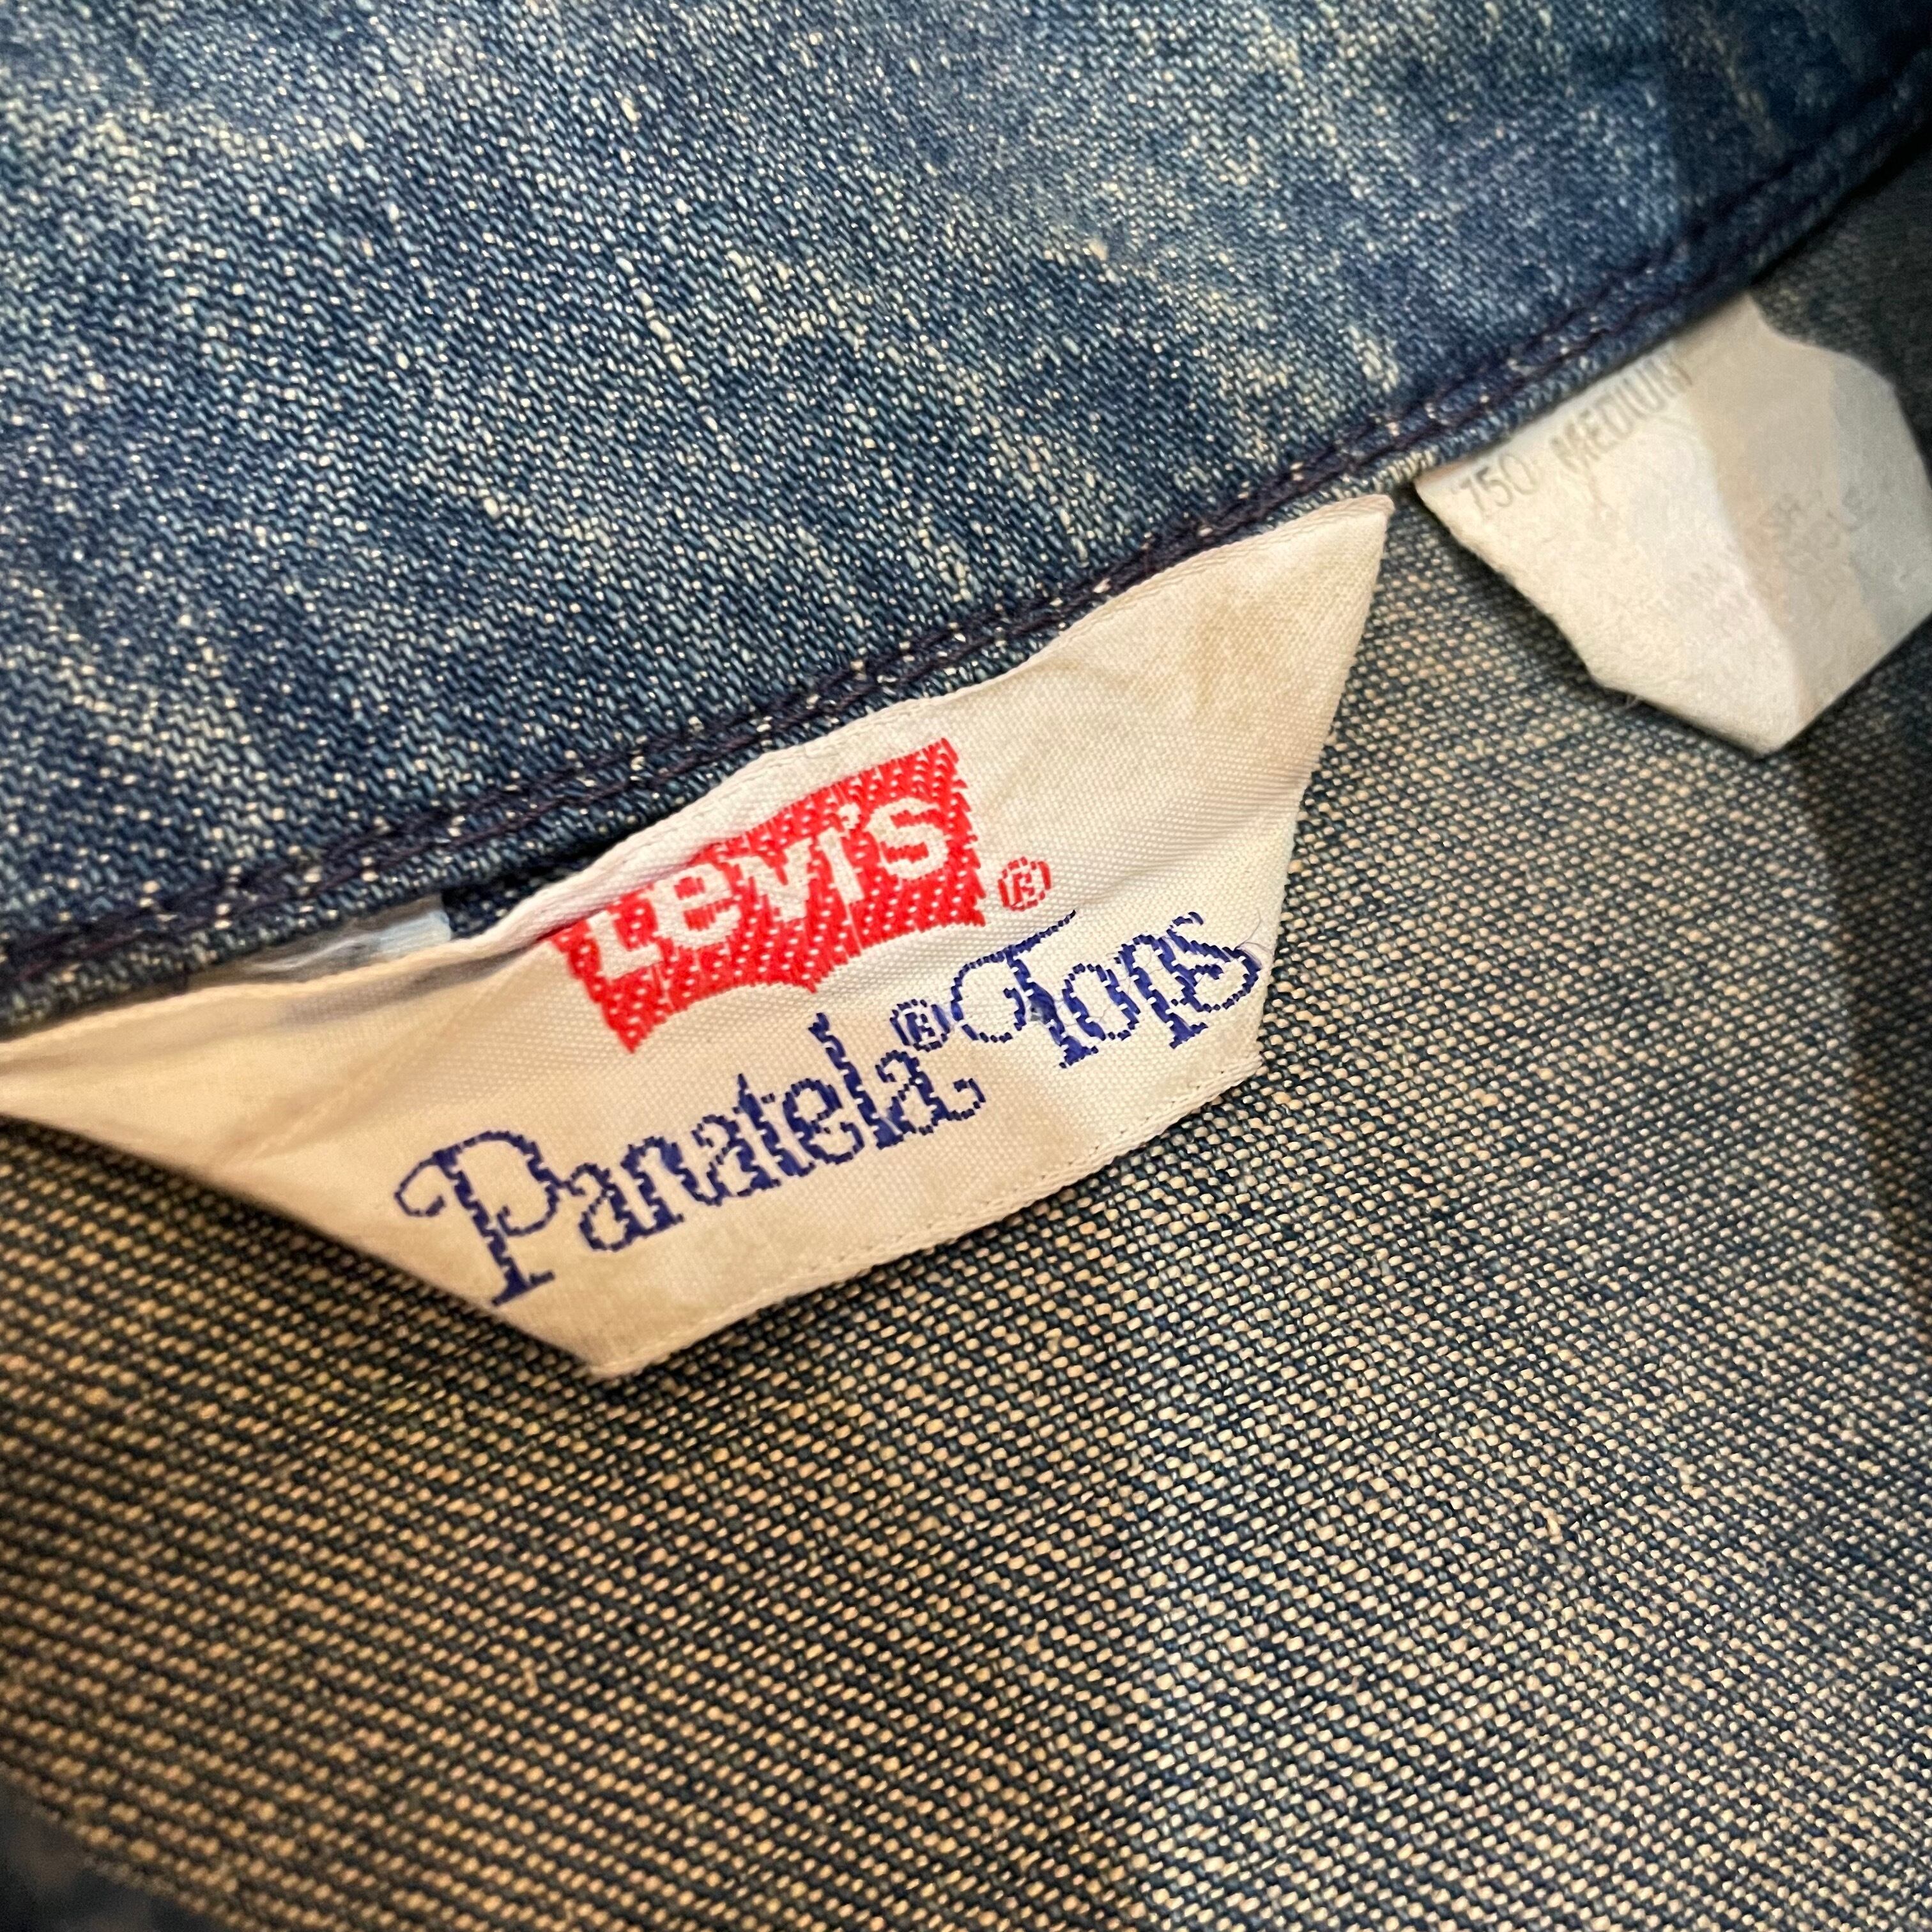 Levi's ®
Panatela® Tops
750 MEDIUM